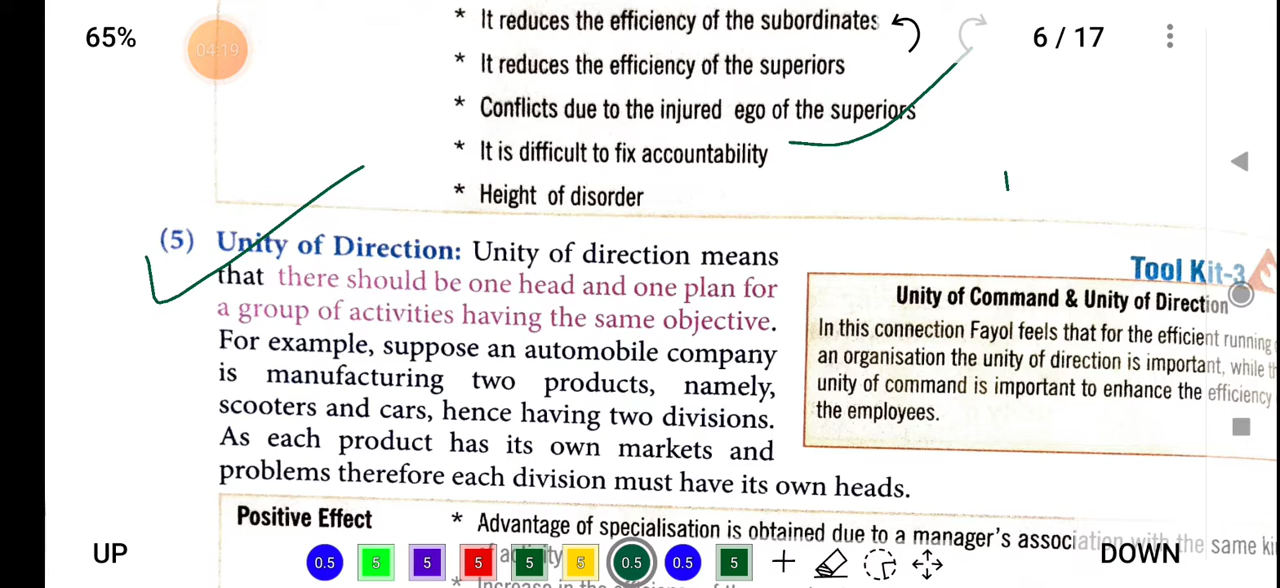 * It reduces the efficiency of the subordinates
65%
04:19
6 / 17
* It reduces the efficiency of the superiors
* Conflicts due to the injured ego of the superiors
* It is difficult to fix accountability
* Height of disorder
(5) Unity of Direction: Unity of direction means
that there should be one head and one plan for
a group of activities having the same objective.
For example, suppose an automobile company
is manufacturing two products, namely,
scooters and cars, hence having two divisions.
As each product has its own markets and
problems therefore each division must have its own heads.
Tool Kit-3
Unity of Command & Unity of Direction
In this connection Fayol feels that for the efficient running
an organisation the unity of direction is important, while
unity of command is important to enhance the efficiency
the employees.
Positive Effect * Advantage of specialisation is obtained due to a manager's association with the same
UP
0.5 5 5 5 5 5 0.5 0.5 5
DOWN